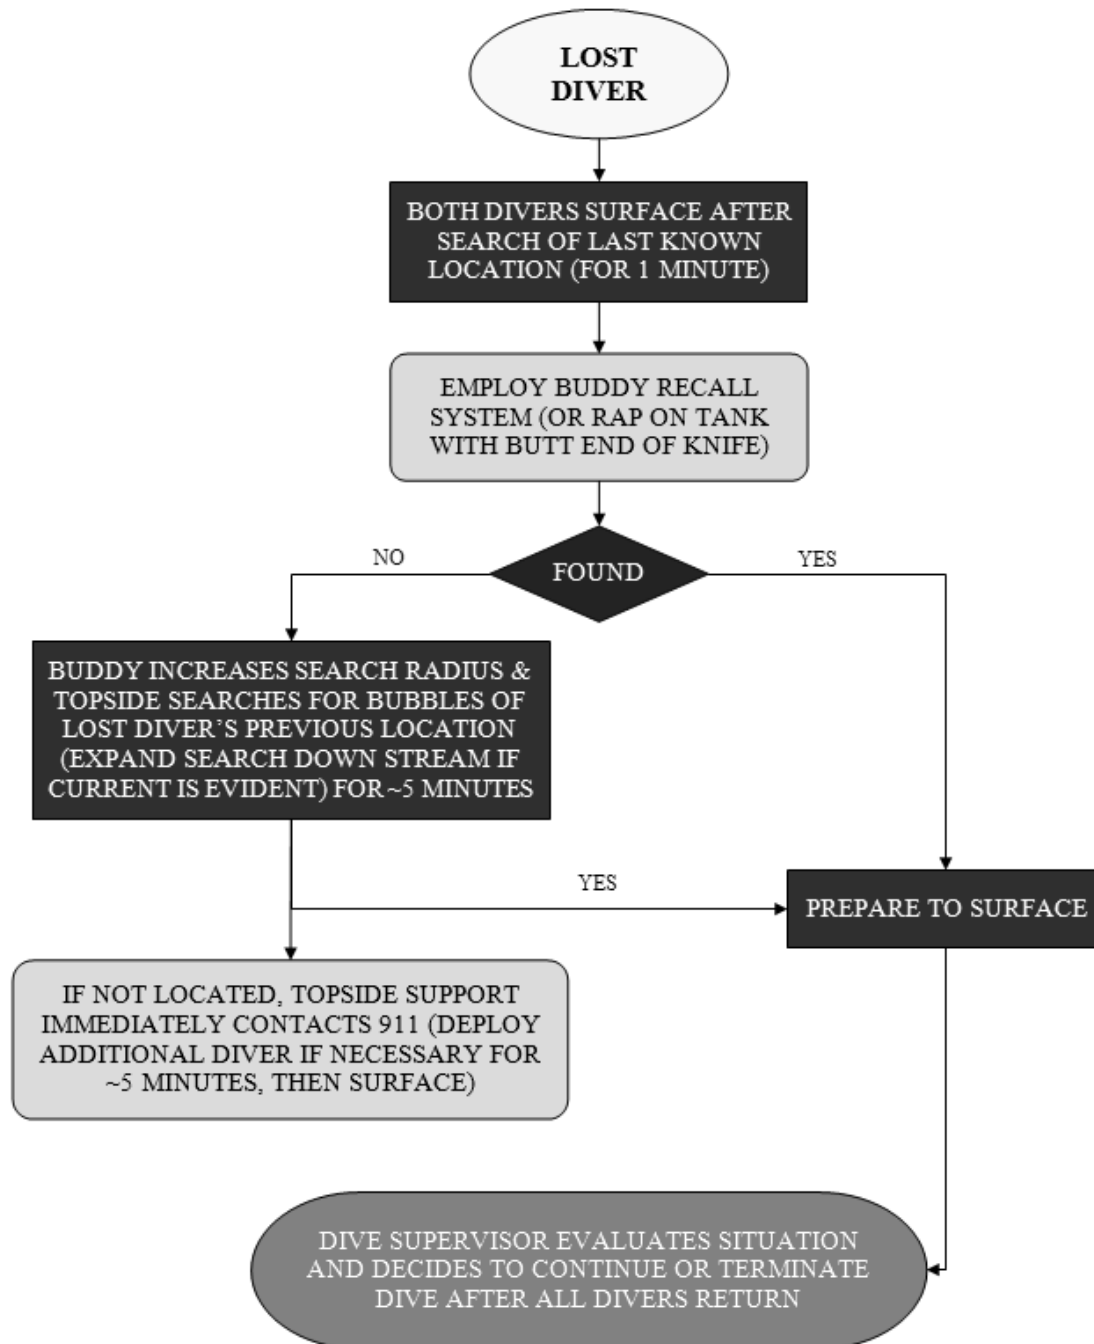 LOST
DIVER
BOTH DIVERS SURFACE AFTER
SEARCH OF LAST KNOWN
LOCATION (FOR 1 MINUTE)
EMPLOY BUDDY RECALL
SYSTEM (OR RAP ON TANK
WITH BUTT END OF KNIFE)
NO
FOUND
YES
BUDDY INCREASES SEARCH RADIUS &
TOPSIDE SEARCHES FOR BUBBLES OF
LOST DIVER'S PREVIOUS LOCATION
(EXPAND SEARCH DOWN STREAM IF
CURRENT IS EVIDENT) FOR ~5 MINUTES
YES
PREPARE TO SURFACE
IF NOT LOCATED, TOPSIDE SUPPORT
IMMEDIATELY CONTACTS 911 (DEPLOY
ADDITIONAL DIVER IF NECESSARY FOR
~5 MINUTES, THEN SURFACE)
DIVE SUPERVISOR EVALUATES SITUATION
AND DECIDES TO CONTINUE OR TERMINATE
DIVE AFTER ALL DIVERS RETURN